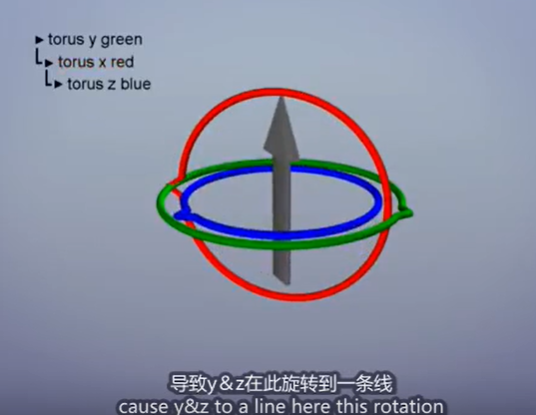 torus y green
torus x red
torus z blue
导致y&z在此旋转到一条线
cause y&z to a line here this rotation